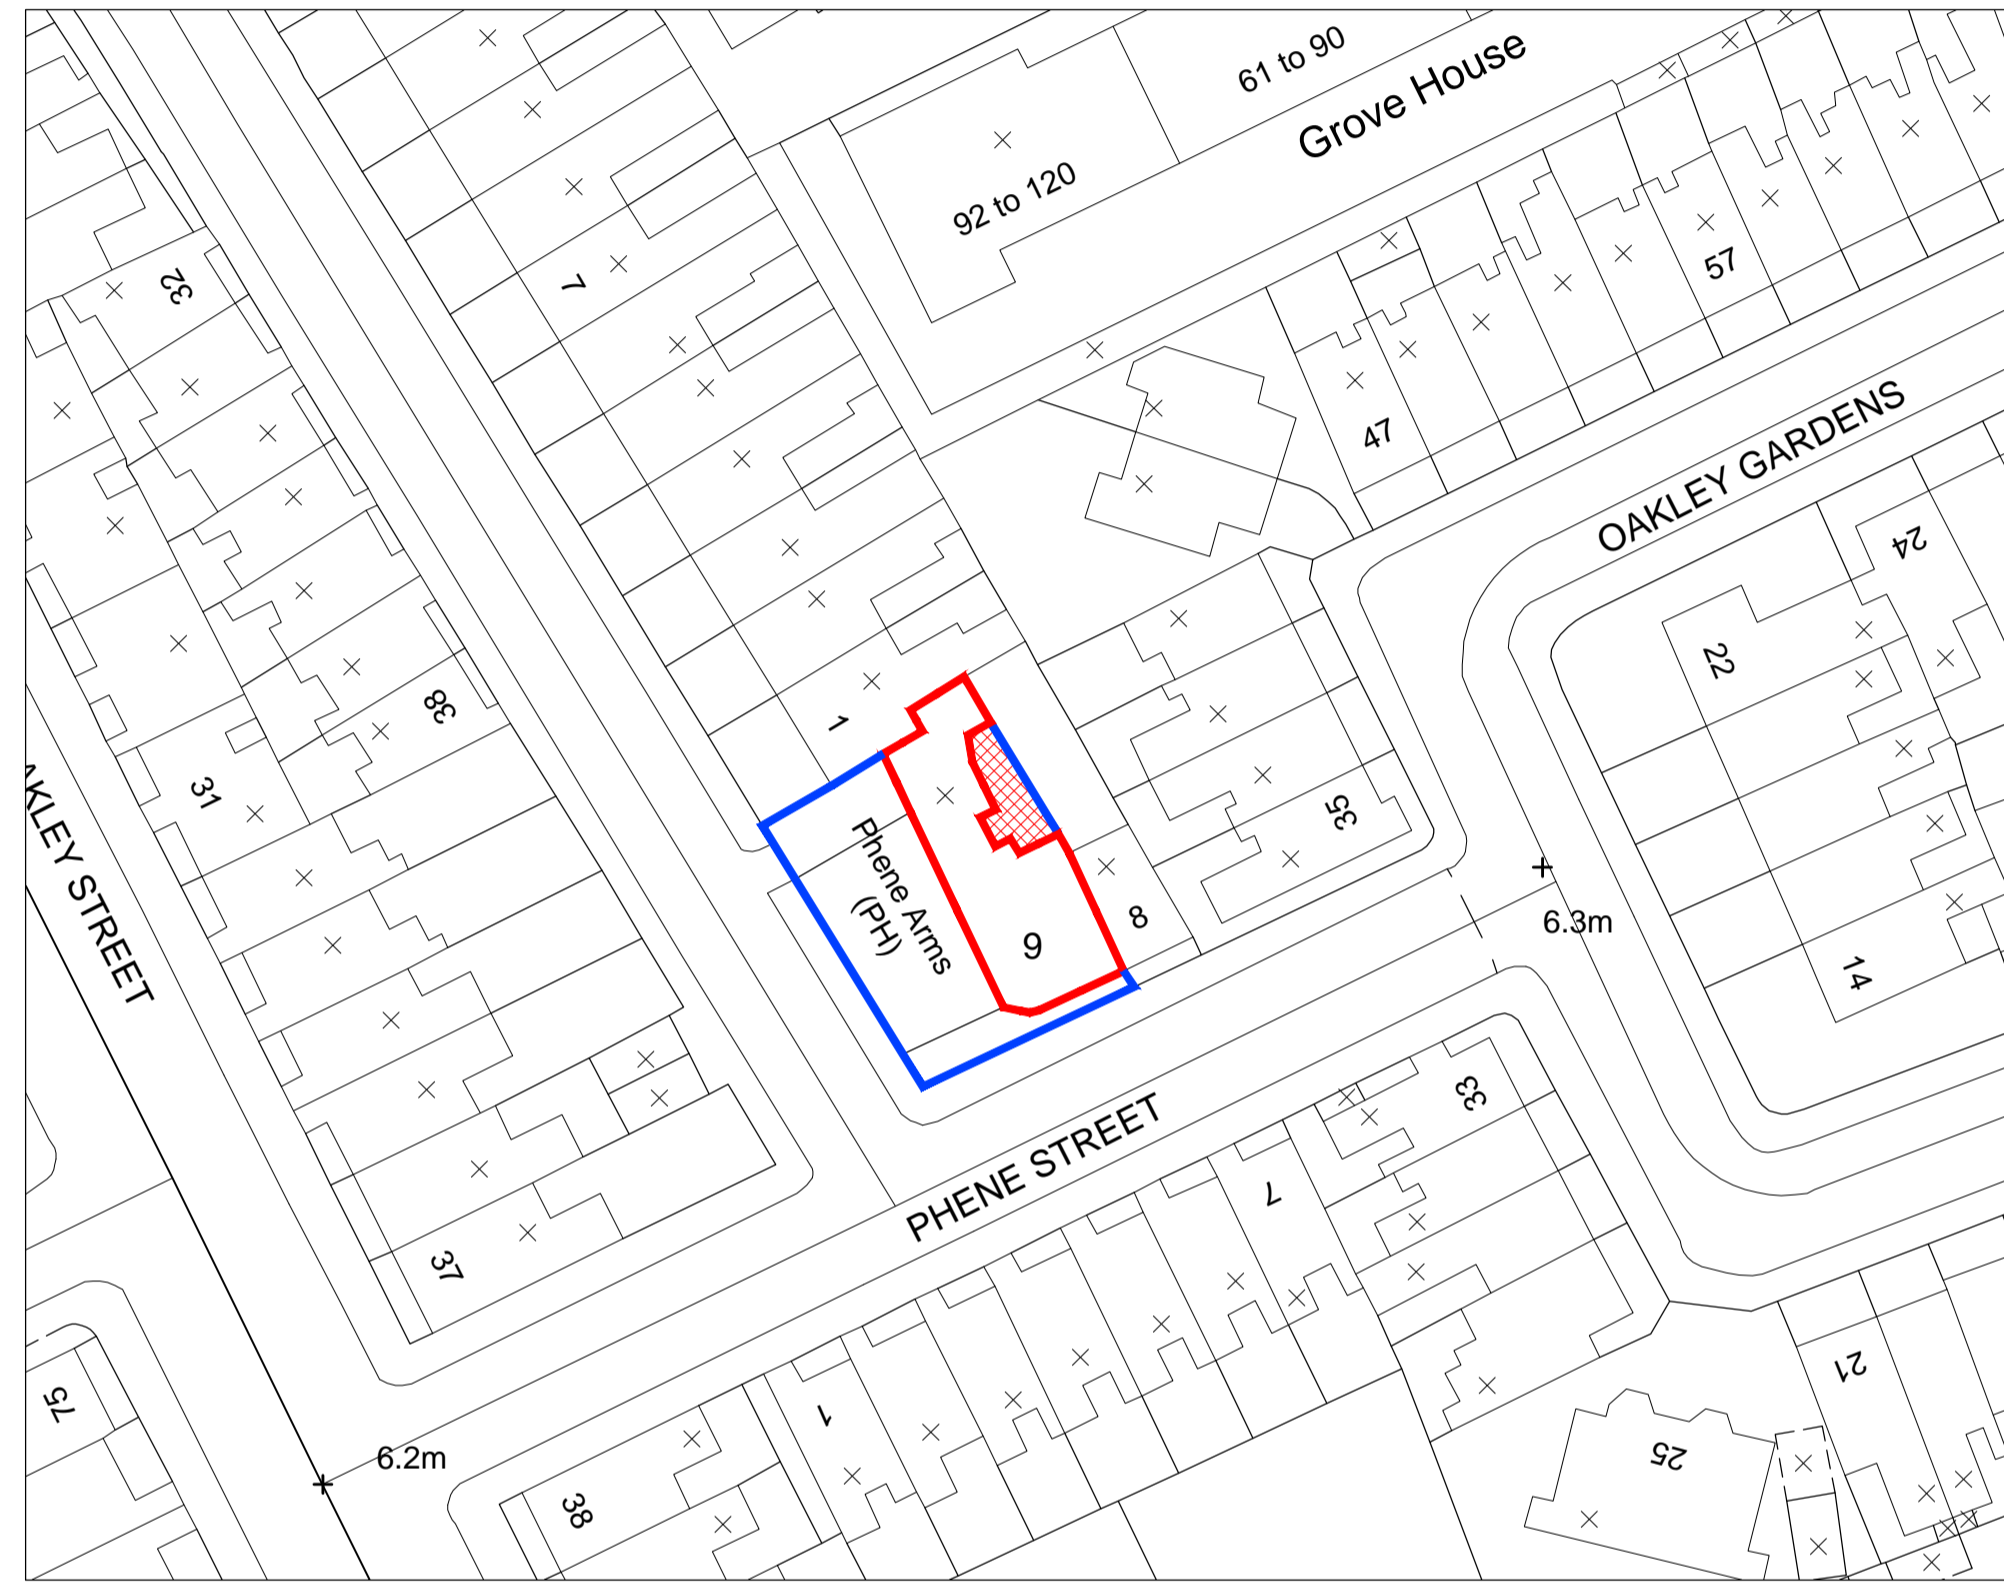 61 to 90
Grove House
92 to 120
32
7
57
47
OAKLEY GARDENS
24
22
38
1
31
35
AKLEY STREET
Phene Arms
(PH)
9
8
6.3m
14
33
PHENE STREET
7
37
21
75
1
25
6.2m
38